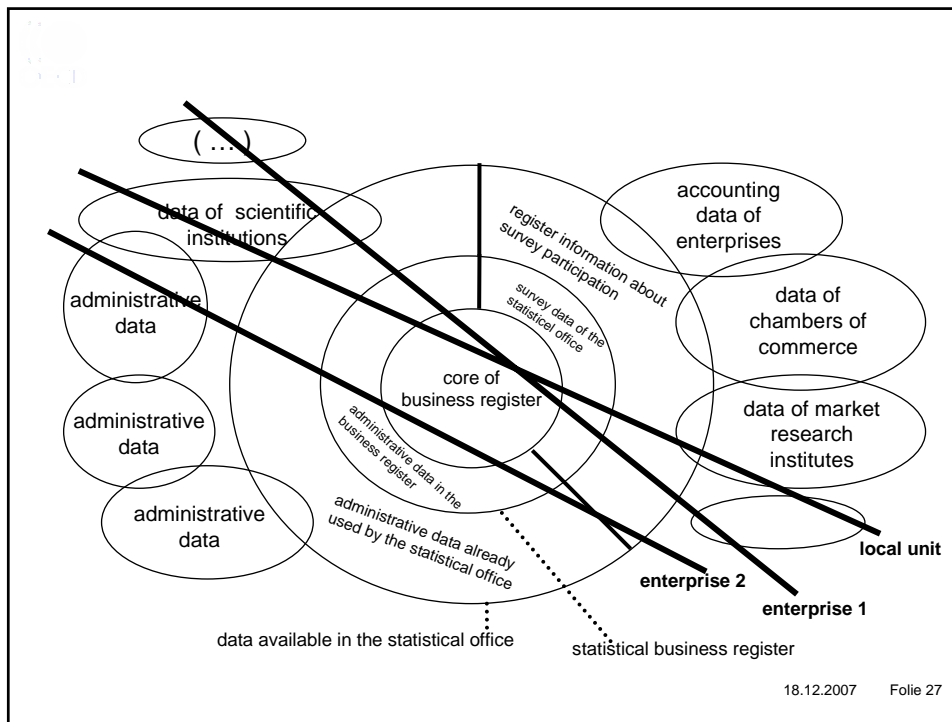 ( ... )
data of scientific
institutions
administrative
data
administrative
data
administrative
data
register information about
survey participation
survey data of the
statisticel office
core of
business register
administrative data in the
business register
administrative data already
used by the statistical office
accounting
data of
enterprises
data of
chambers of
commerce
data of market
research
institutes
local unit
enterprise 2
enterprise 1
data available in the statistical office
statistical business register
18.12.2007 Folie 27